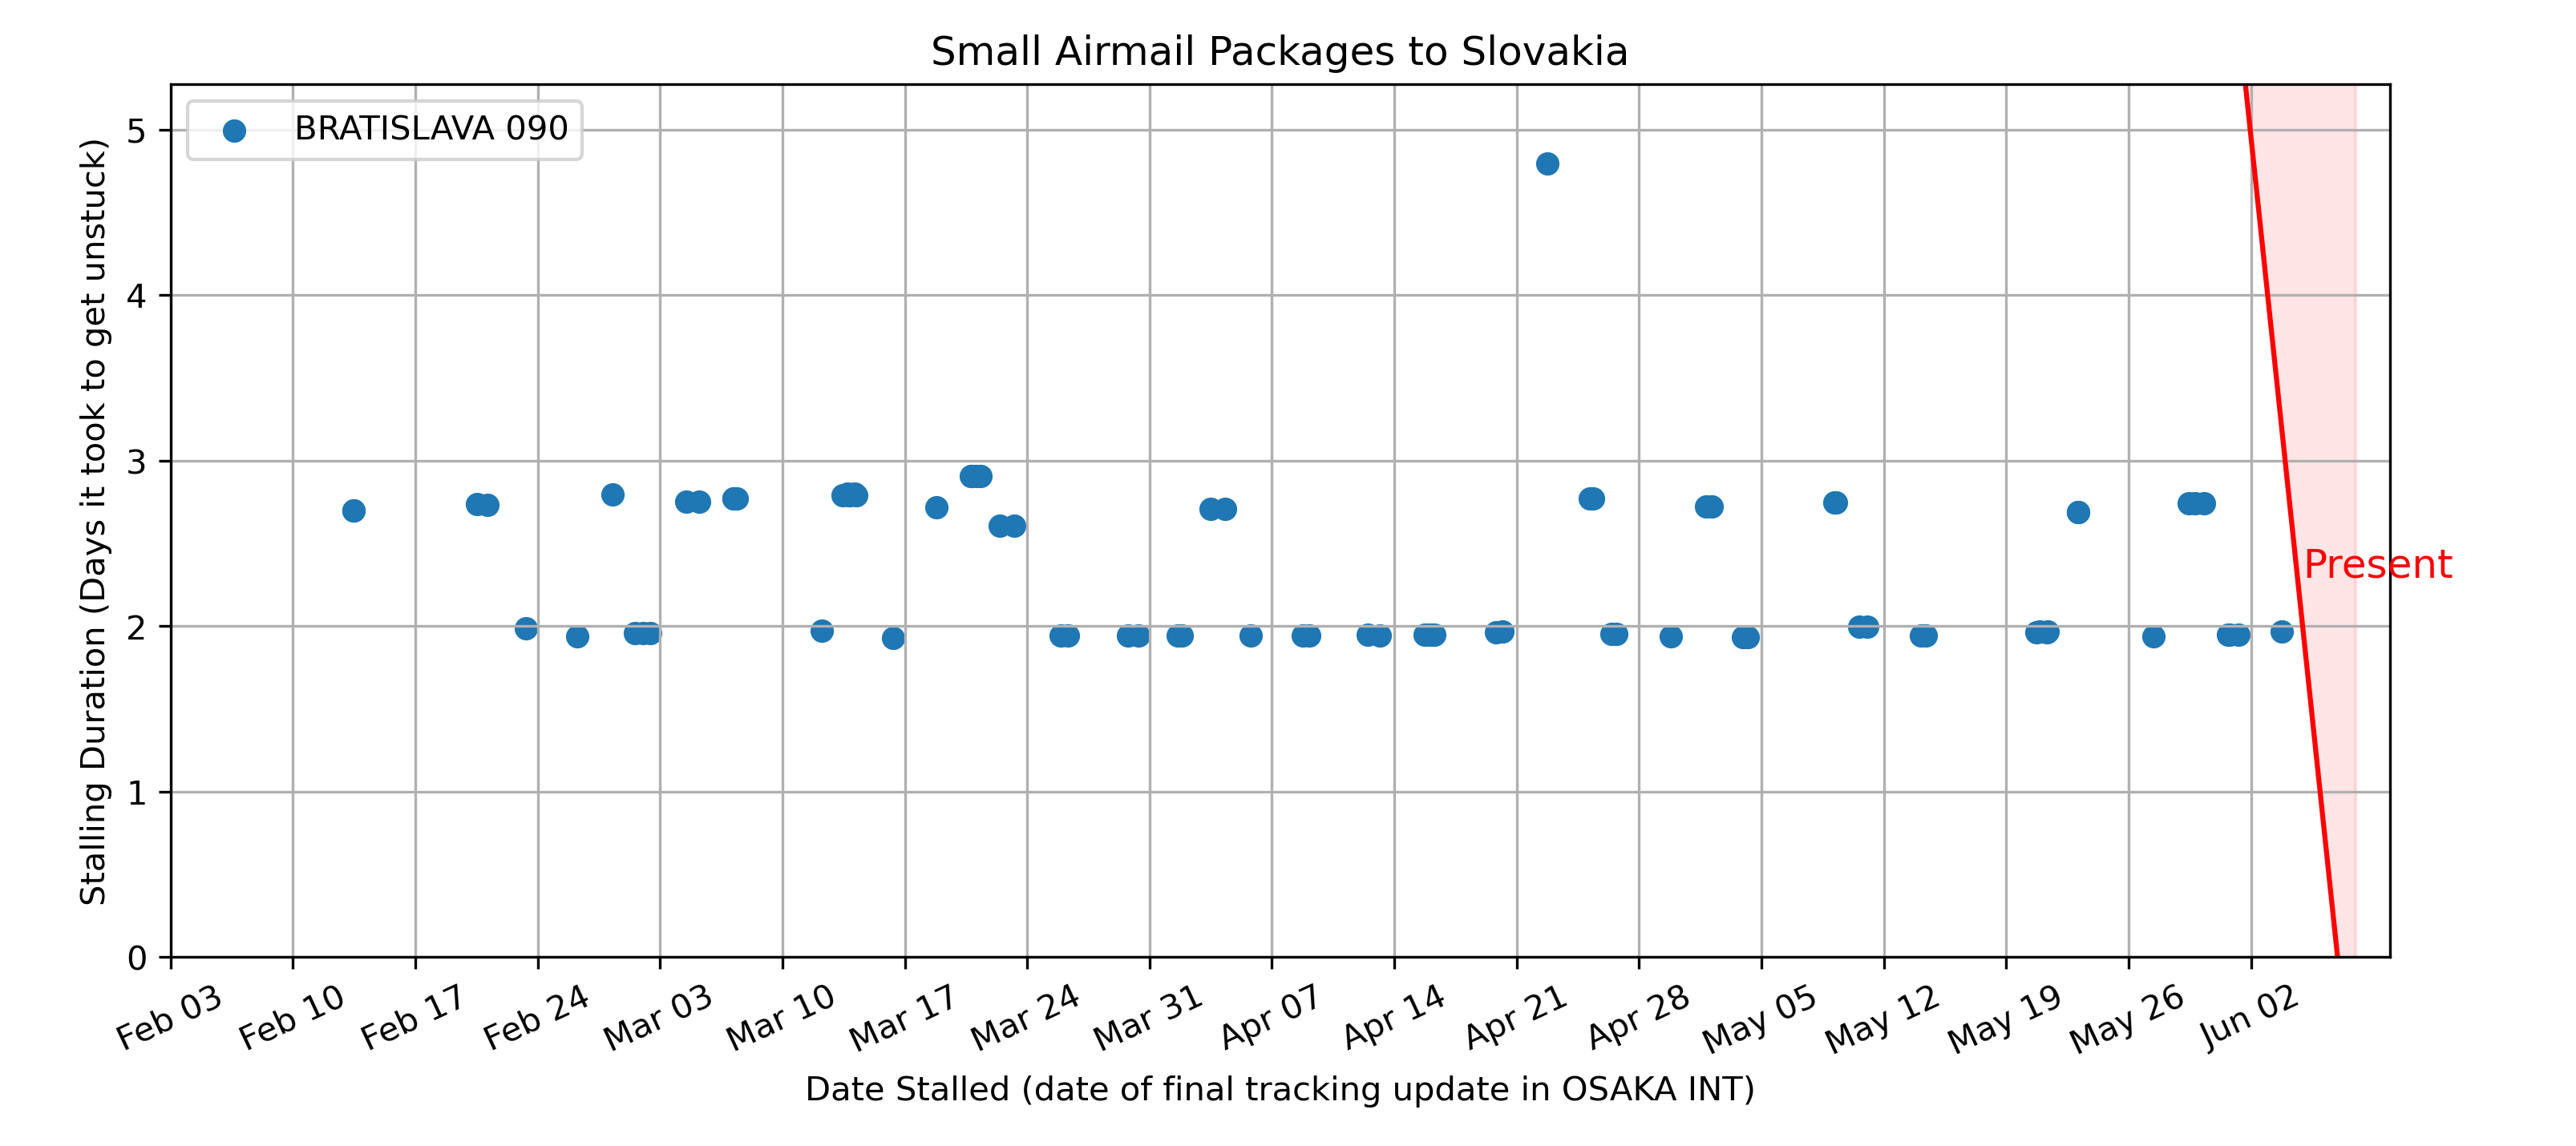 Small Airmail Packages to Slovakia
BRATISLAVA 090
Stalling Duration (Days it took to get unstuck)
5
4
3
2
1
0
Present
Feb 03
Feb 10
Feb 17
Feb 24
Mar 03
Mar 10
Mar 17
Mar 24
Mar 31
Apr 07
Apr 14
Apr 21
Apr 28
May 05
May 12
May 19
May 26
Jun 02
Date Stalled (date of final tracking update in OSAKA INT)